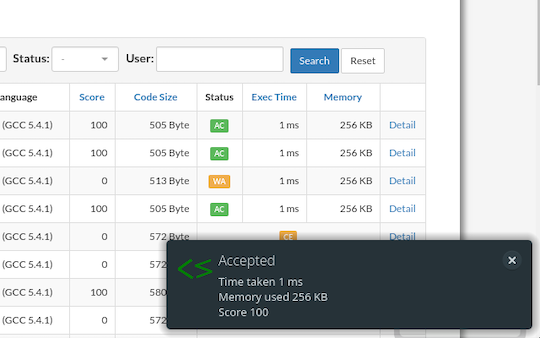 Status: - User: Search Reset
anguage Score Code Size Status Exec Time Memory
(GCC 5.4.1) 100 505 Byte AC 1 ms 256 KB Detail
(GCC 5.4.1) 100 505 Byte AC 1 ms 256 KB Detail
(GCC 5.4.1) 0 513 Byte WA 1 ms 256 KB Detail
(GCC 5.4.1) 100 505 Byte AC 1 ms 256 KB Detail
(GCC 5.4.1) 0 572 Byte CE Detail
(GCC 5.4.1) 0 572
(GCC 5.4.1) 100 580
(GCC 5.4.1) 0 572
Accepted
Time taken 1 ms
Memory used 256 KB
Score 100